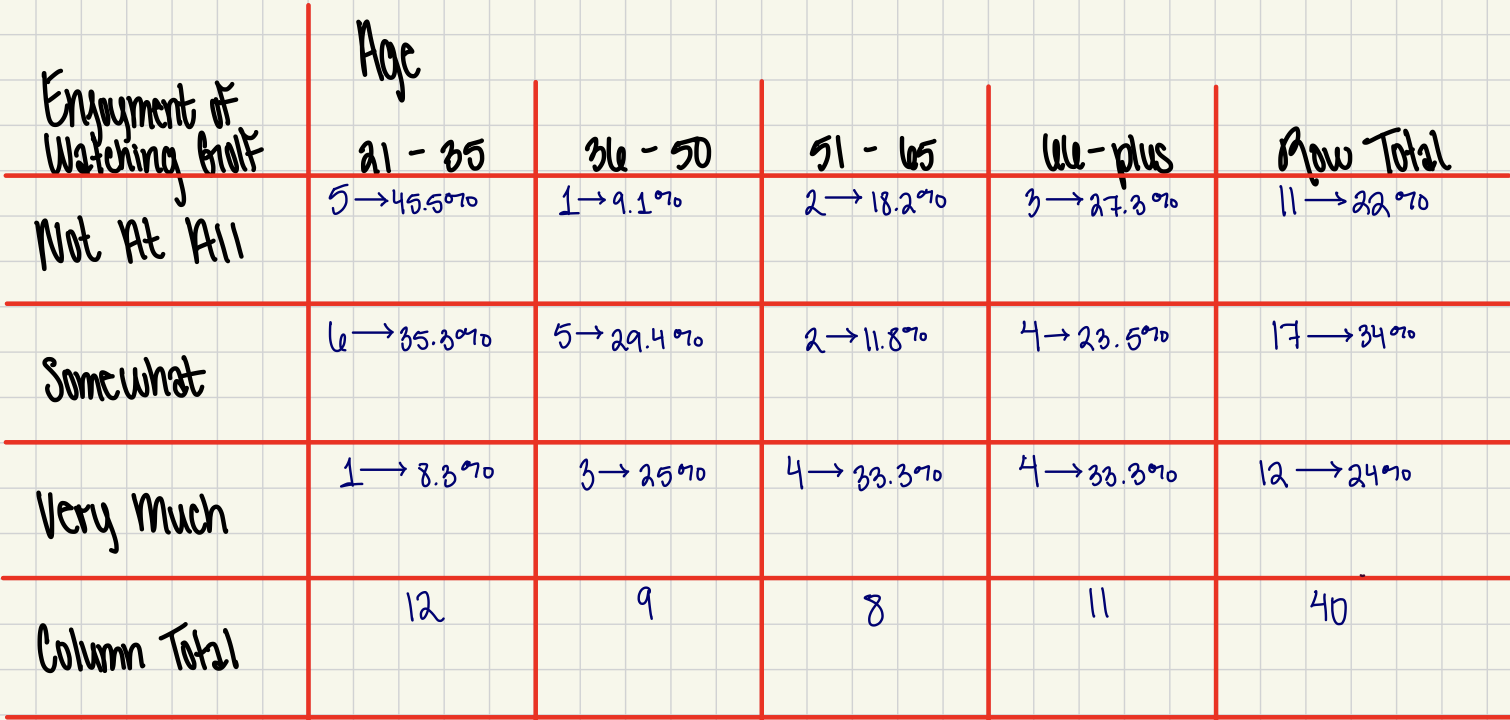 Age
Enjoyment of
Watching Golf 21 - 35 36 - 50 51 - 65 66-plus Row Total
Not At All 5→45.5% 1→9.1% 2→18.2% 3→27.3% 11→22%
Somewhat 6→35.3% 5→29.4% 2→11.8% 4→23.5% 17→34%
Very Much 1→8.3% 3→25% 4→33.3% 4→33.3% 12→24%
Column Total 12 9 8 11 40